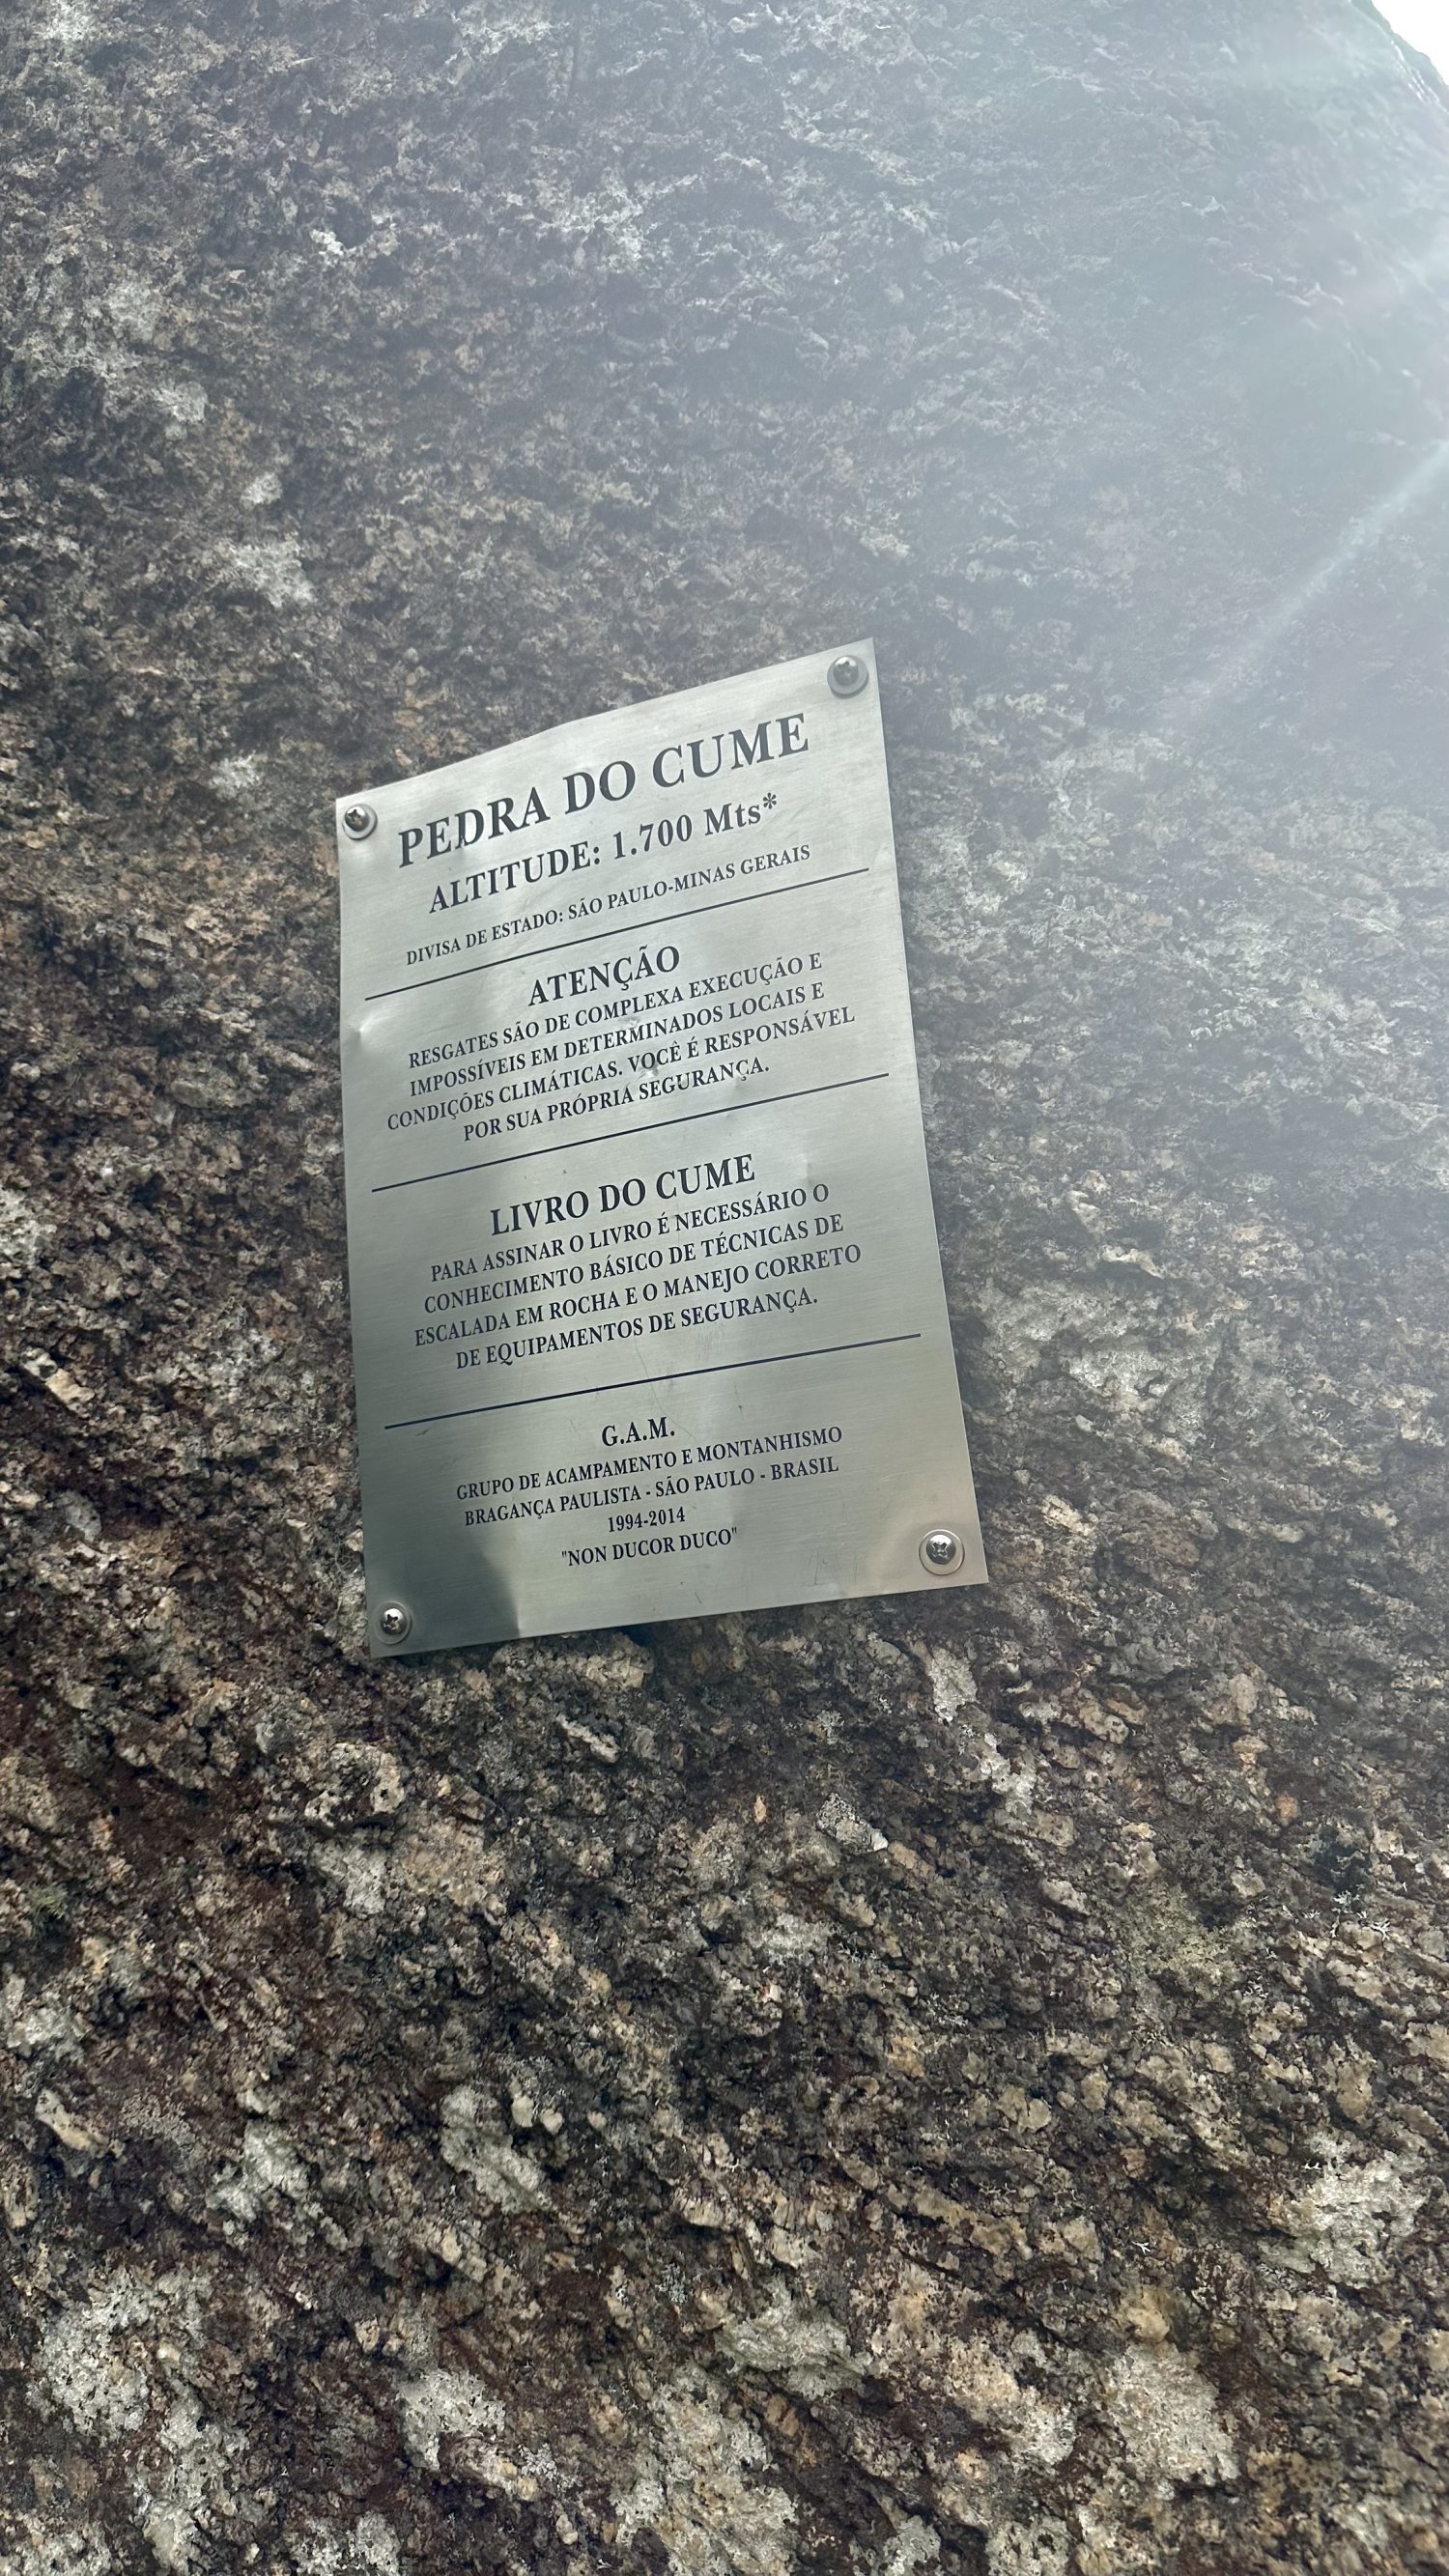 PEDRA DO CUME
ALTITUDE: 1.700 Mts*
DIVISA DE ESTADO: SÃO PAULO-MINAS GERAIS
ATENÇÃO
RESGATES SÃO DE COMPLEXA EXECUÇÃO E
IMPOSSÍVEIS EM DETERMINADOS LOCAIS E
CONDIÇÕES CLIMÁTICAS. VOCÊ É RESPONSÁVEL
POR SUA PRÓPRIA SEGURANÇA.
LIVRO DO CUME
PARA ASSINAR O LIVRO É NECESSÁRIO O
CONHECIMENTO BÁSICO DE TÉCNICAS DE
ESCALADA EM ROCHA E O MANEJO CORRETO
DE EQUIPAMENTOS DE SEGURANÇA.
G.A.M.
GRUPO DE ACAMPAMENTO E MONTANHISMO
BRAGANÇA PAULISTA - SÃO PAULO - BRASIL
1994-2014
"NON DUCOR DUCO"